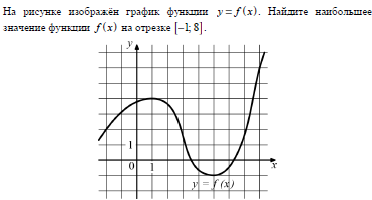 На рисунке изображён график функции y = f(x). Найдите наибольшее
значение функции f(x) на отрезке [−1; 8].
y
1
0 1 x
y = f(x)